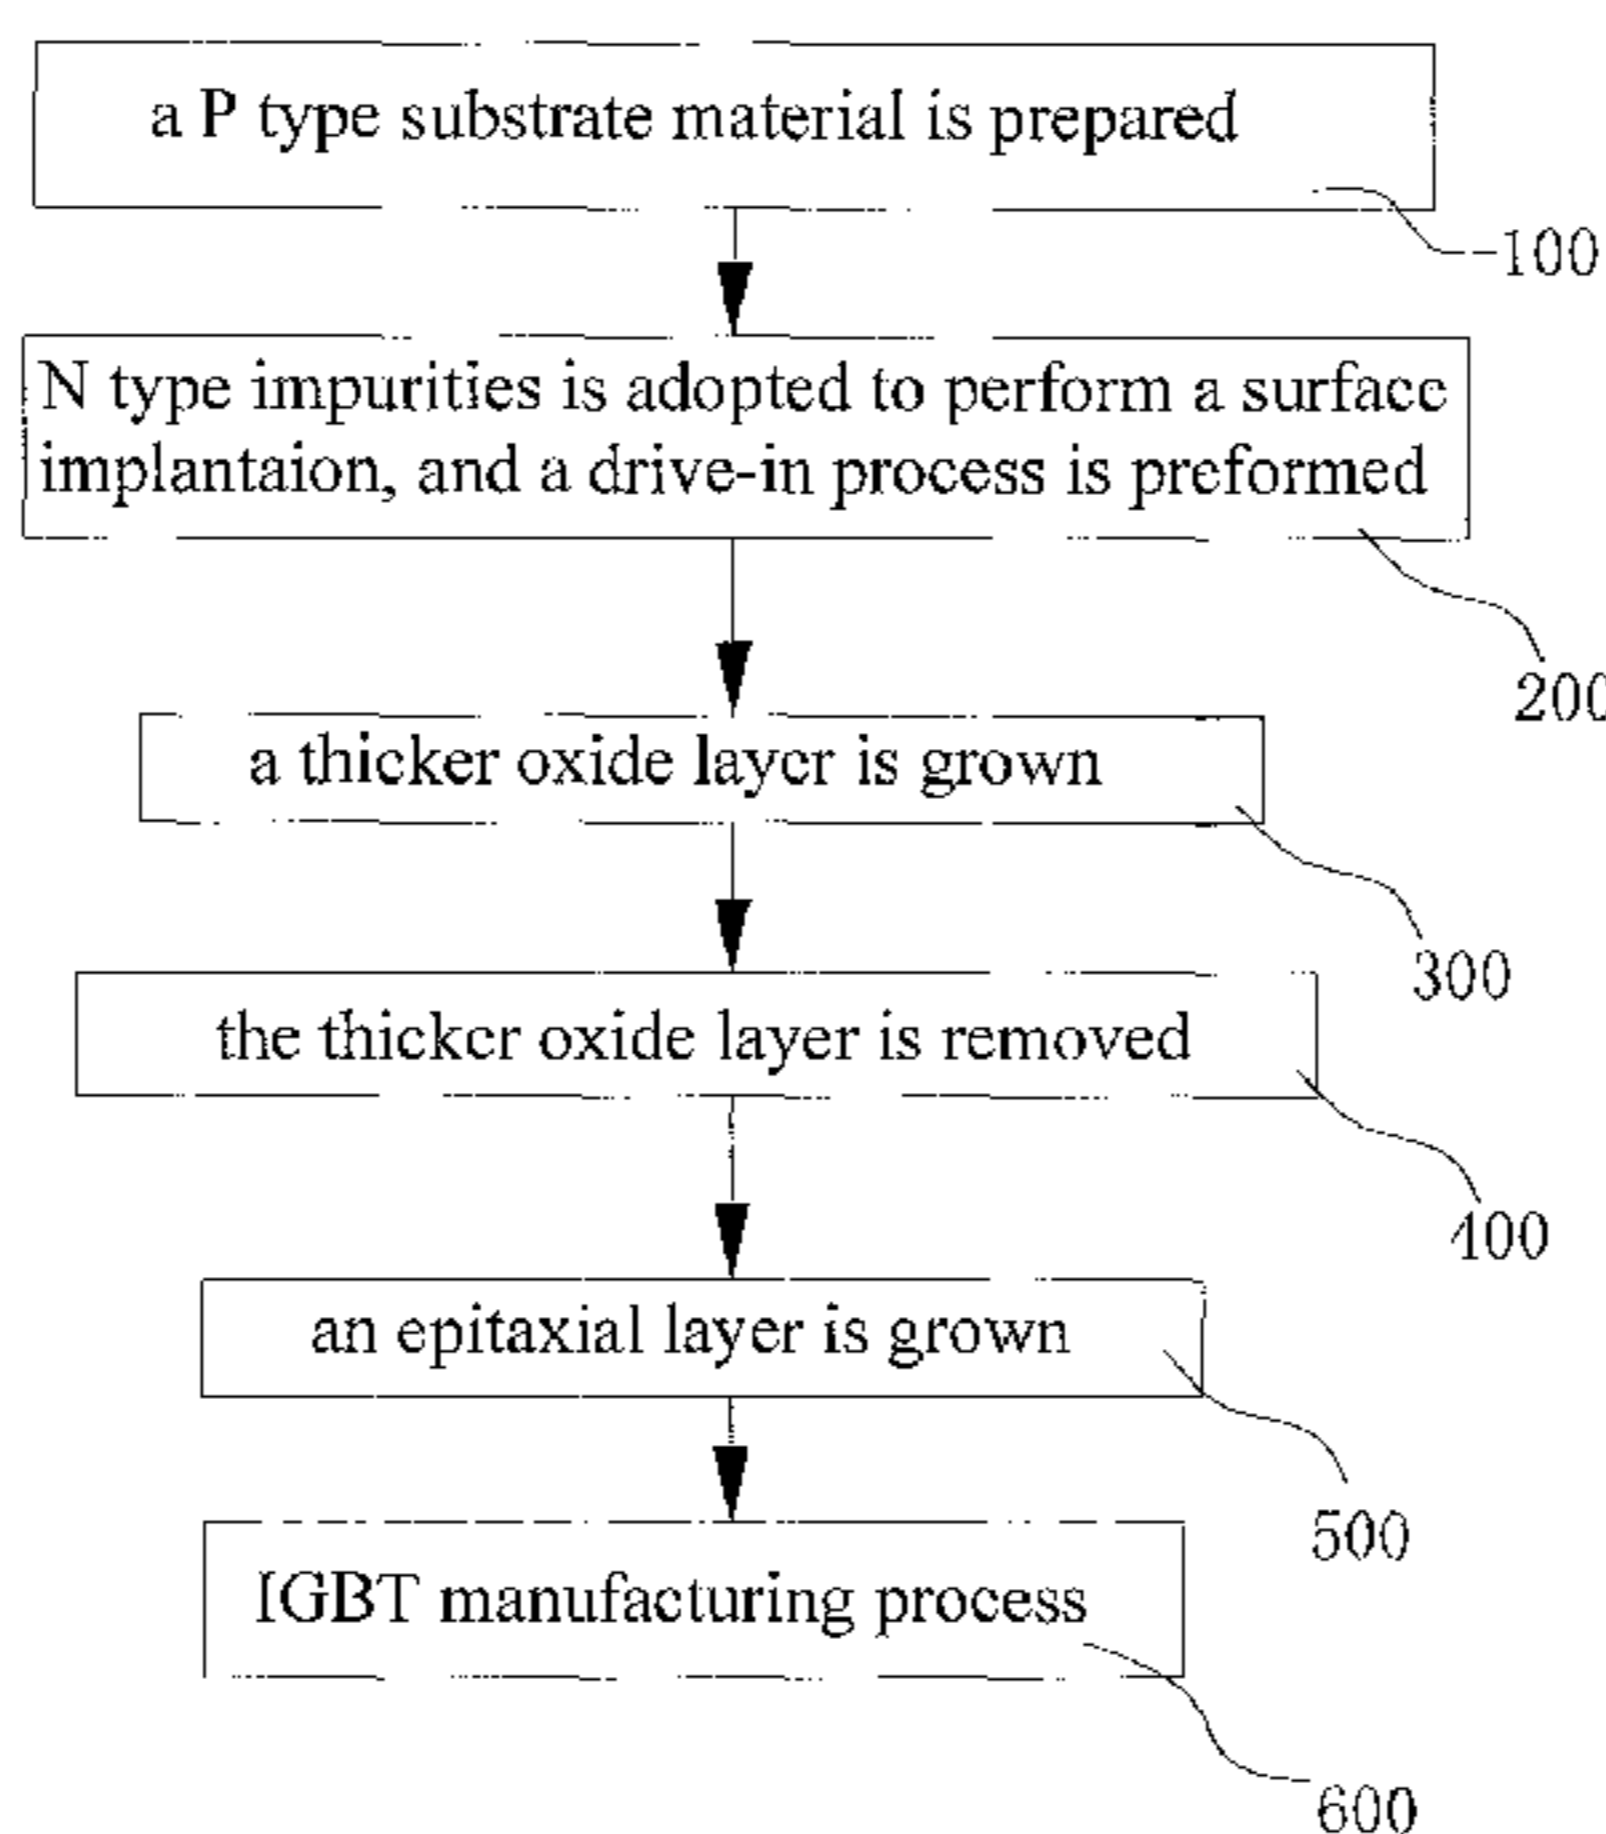 a P type substrate material is prepared
100
N type impurities is adopted to perform a surface
implantaion, and a drive-in process is preformed
200
a thicker oxide layer is grown
300
the thicker oxide layer is removed
400
an epitaxial layer is grown
500
IGBT manufacturing process
600